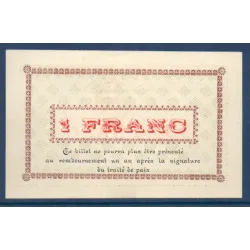 1 FRANC
Ce billet ne pourra plus être présenté
au remboursement un an après la signature
du traité de paix